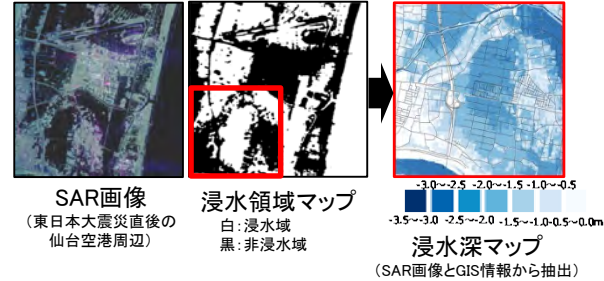 SAR画像
（東日本大震災直後の
仙台空港周辺）
浸水領域マップ
白：浸水域
黒：非浸水域
-3.0～-2.5 -2.0～-1.5 -1.0～-0.5
-3.5～-3.0 -2.5～-2.0 -1.5～-1.0 -0.5～0.0m
浸水深マップ
（SAR画像とGIS情報から抽出）